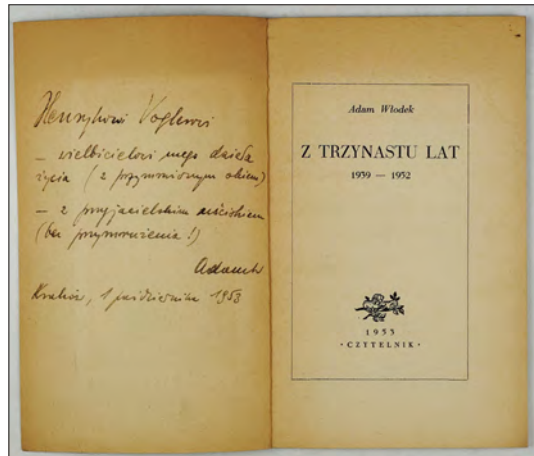 Henrykowi Voglerowi
— wielbicielowi mego dzieła
życia (z przymrużonym okiem)
— z przyjacielskim uściskiem
(bez przymrużenia!)
Adam W
Kraków, 1 października 1953
Adam Włodek
Z TRZYNASTU LAT
1939 — 1952
1953
· CZYTELNIK ·